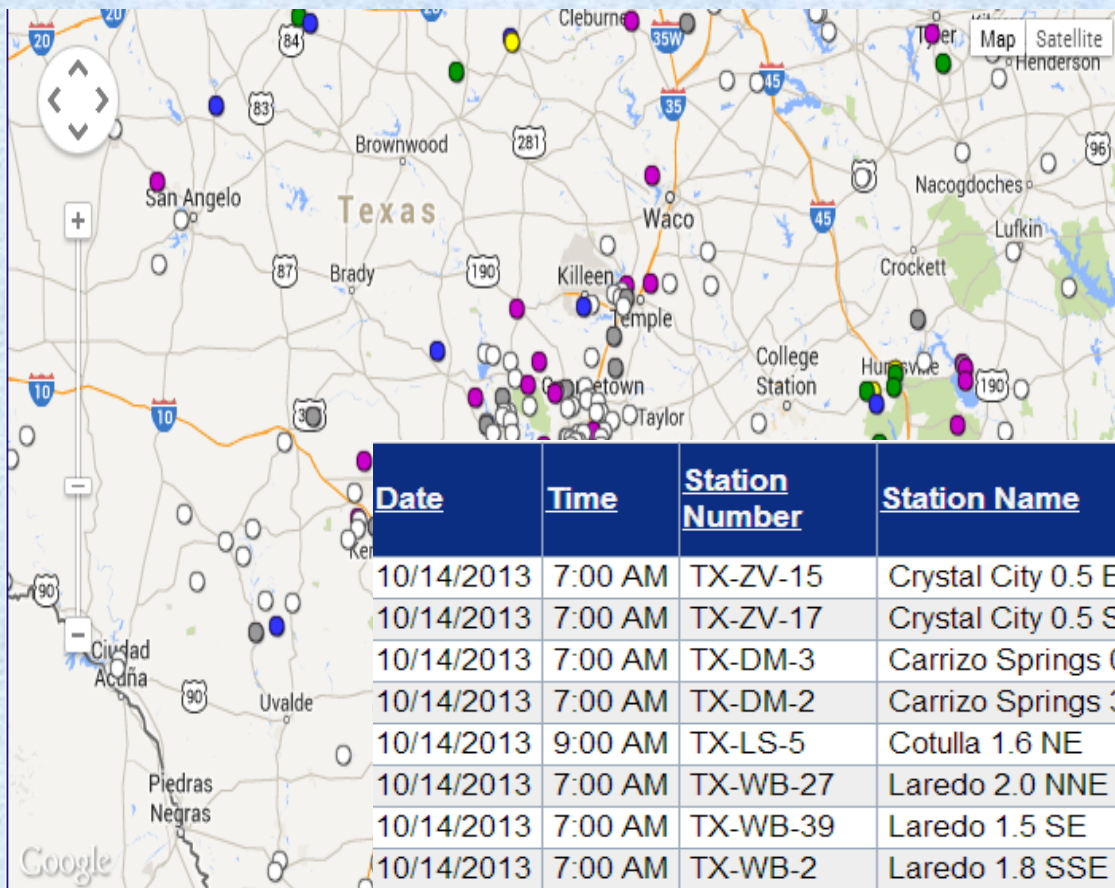 20
20
20
84
Cleburne
35W
Tyler
Map
Satellite
Henderson
83
45
35
Brownwood
281
96
San Angelo
Texas
Waco
45
Nacogdoches
Lufkin
87
Brady
190
Killeen
Crockett
Temple
College
Station
Huntsville
190
10
10
Georgetown
Taylor
90
Ciudad
Acuña
90
Uvalde
Piedras
Negras
Google
Date Time Station Number Station Name
10/14/2013 7:00 AM TX-ZV-15 Crystal City 0.5 E
10/14/2013 7:00 AM TX-ZV-17 Crystal City 0.5 S
10/14/2013 7:00 AM TX-DM-3 Carrizo Springs 0
10/14/2013 7:00 AM TX-DM-2 Carrizo Springs 3
10/14/2013 9:00 AM TX-LS-5 Cotulla 1.6 NE
10/14/2013 7:00 AM TX-WB-27 Laredo 2.0 NNE
10/14/2013 7:00 AM TX-WB-39 Laredo 1.5 SE
10/14/2013 7:00 AM TX-WB-2 Laredo 1.8 SSE